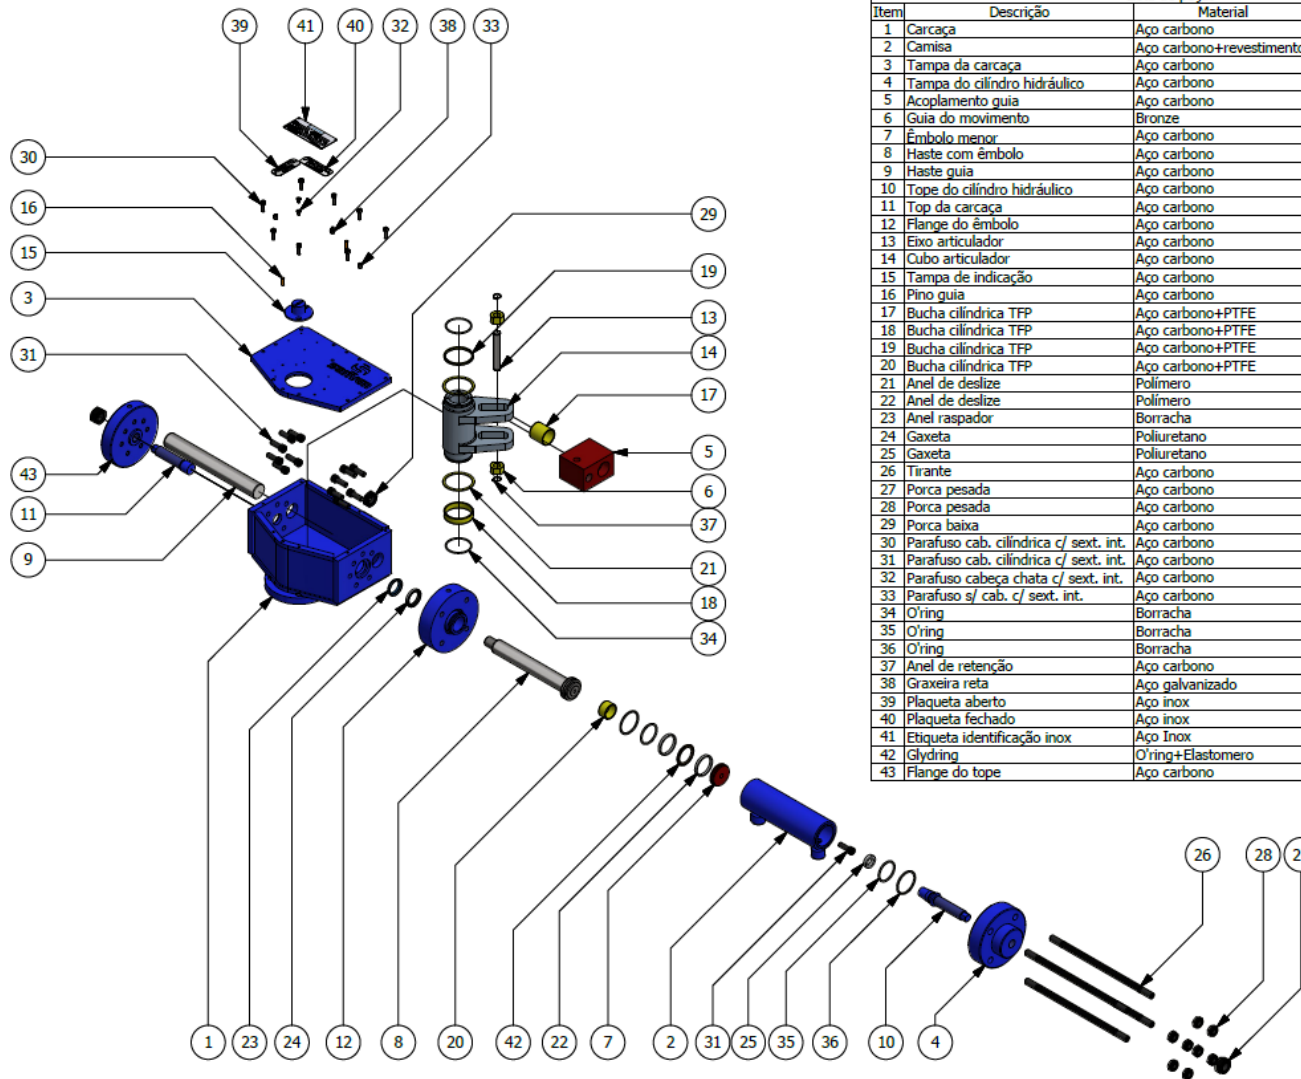 39 41 40 32 38 33
30
16
15
3
31
43
11
9
29
19
13
14
17
5
6
37
21
18
34
1 23 24 12 8 20 42 22 7 2 31 25 35 36 10 4
26 28
Item Descrição Material
1 Carcaça Aço carbono
2 Camisa Aço carbono+revestimento
3 Tampa da carcaça Aço carbono
4 Tampa do cilíndro hidráulico Aço carbono
5 Acoplamento guia Aço carbono
6 Guia do movimento Bronze
7 Êmbolo menor Aço carbono
8 Haste com êmbolo Aço carbono
9 Haste guia Aço carbono
10 Tope do cilíndro hidráulico Aço carbono
11 Top da carcaça Aço carbono
12 Flange do êmbolo Aço carbono
13 Eixo articulador Aço carbono
14 Cubo articulador Aço carbono
15 Tampa de indicação Aço carbono
16 Pino guia Aço carbono
17 Bucha cilíndrica TFP Aço carbono+PTFE
18 Bucha cilíndrica TFP Aço carbono+PTFE
19 Bucha cilíndrica TFP Aço carbono+PTFE
20 Bucha cilíndrica TFP Aço carbono+PTFE
21 Anel de deslize Polímero
22 Anel de deslize Polímero
23 Anel raspador Borracha
24 Gaxeta Poliuretano
25 Gaxeta Poliuretano
26 Tirante Aço carbono
27 Porca pesada Aço carbono
28 Porca pesada Aço carbono
29 Porca baixa Aço carbono
30 Parafuso cab. cilíndrica c/ sext. int. Aço carbono
31 Parafuso cab. cilíndrica c/ sext. int. Aço carbono
32 Parafuso cabeça chata c/ sext. int. Aço carbono
33 Parafuso s/ cab. c/ sext. int. Aço carbono
34 O'ring Borracha
35 O'ring Borracha
36 O'ring Borracha
37 Anel de retenção Aço carbono
38 Graxeira reta Aço galvanizado
39 Plaqueta aberto Aço inox
40 Plaqueta fechado Aço inox
41 Etiqueta identificação inox Aço Inox
42 Glydring O'ring+Elastomero
43 Flange do tope Aço carbono